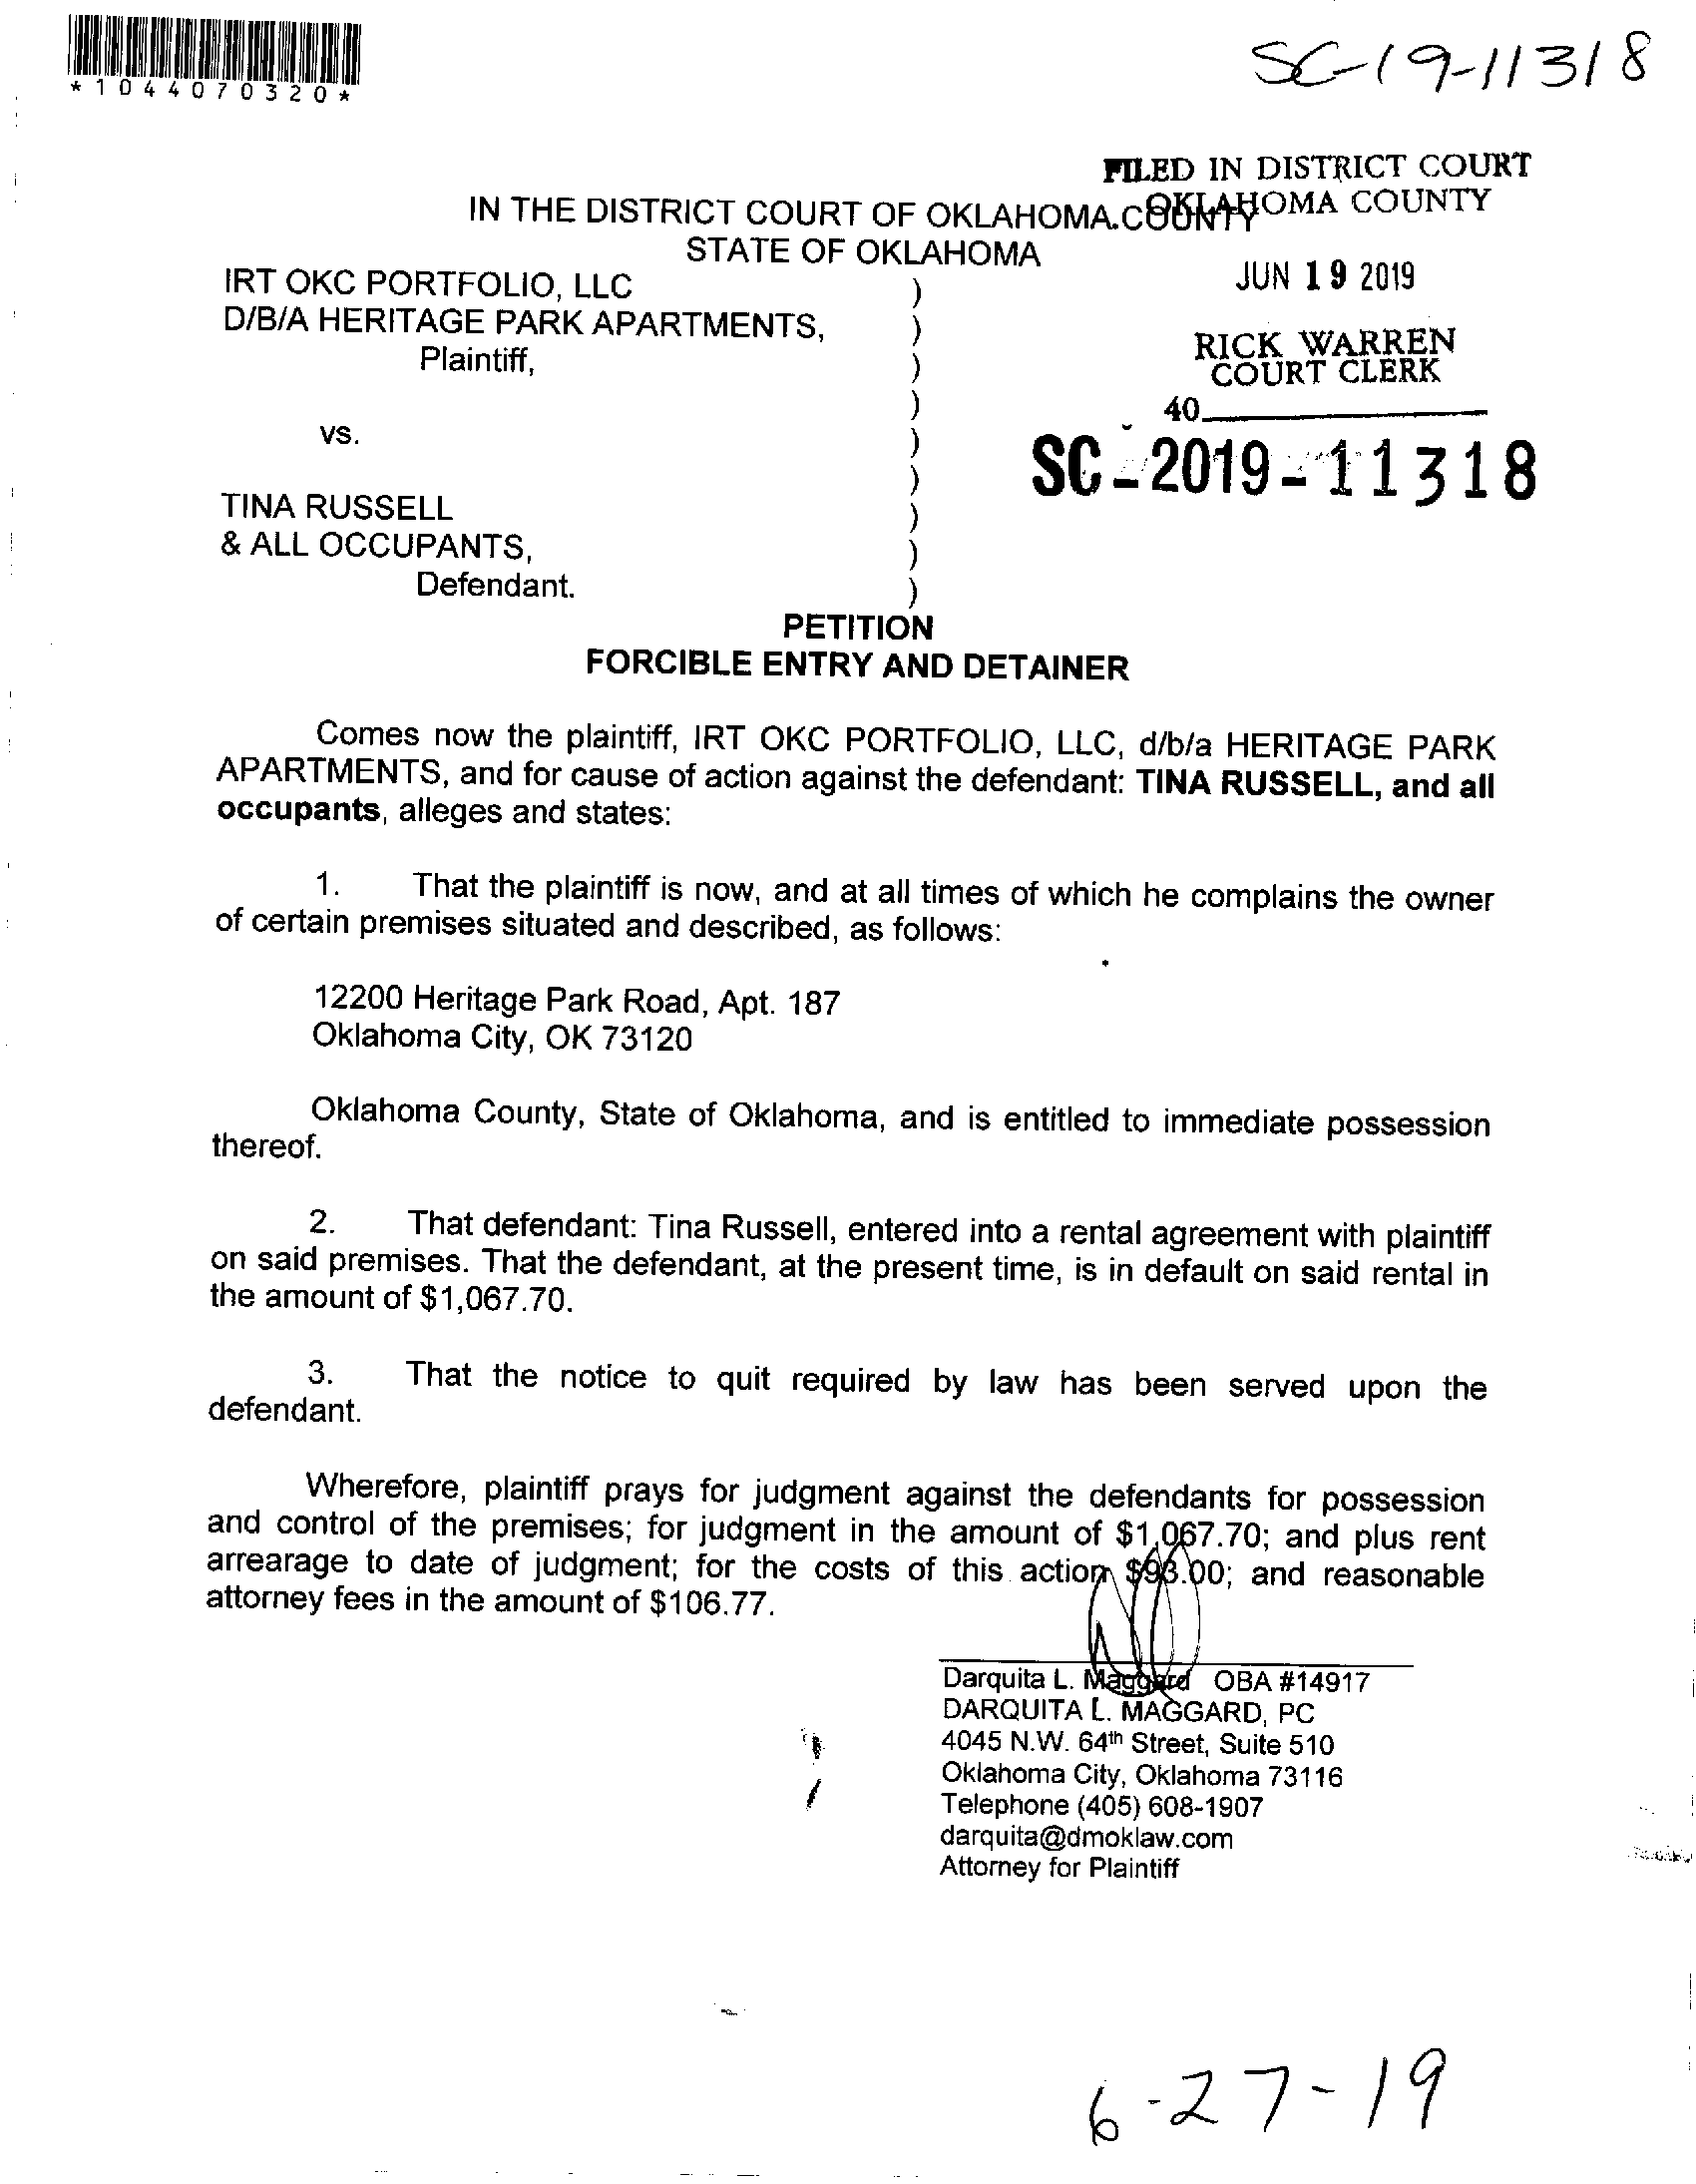 *1044070320*
SC-19-11318
FILED IN DISTRICT COURT
OKLAHOMA COUNTY
IN THE DISTRICT COURT OF OKLAHOMA COUNTY
STATE OF OKLAHOMA
JUN 19 2019
RICK WARREN
COURT CLERK
40
SC-2019-11318
IRT OKC PORTFOLIO, LLC )
D/B/A HERITAGE PARK APARTMENTS, )
Plaintiff, )
)
vs. )
)
TINA RUSSELL )
& ALL OCCUPANTS, )
Defendant. )
PETITION
FORCIBLE ENTRY AND DETAINER
Comes now the plaintiff, IRT OKC PORTFOLIO, LLC, d/b/a HERITAGE PARK
APARTMENTS, and for cause of action against the defendant: TINA RUSSELL, and all
occupants, alleges and states:
1. That the plaintiff is now, and at all times of which he complains the owner
of certain premises situated and described, as follows:
12200 Heritage Park Road, Apt. 187
Oklahoma City, OK 73120
Oklahoma County, State of Oklahoma, and is entitled to immediate possession
thereof.
2. That defendant: Tina Russell, entered into a rental agreement with plaintiff
on said premises. That the defendant, at the present time, is in default on said rental in
the amount of $1,067.70.
3. That the notice to quit required by law has been served upon the
defendant.
Wherefore, plaintiff prays for judgment against the defendants for possession
and control of the premises; for judgment in the amount of $1,067.70; and plus rent
arrearage to date of judgment; for the costs of this action $93.00; and reasonable
attorney fees in the amount of $106.77.
Darquita L. Maggard OBA #14917
DARQUITA L. MAGGARD, PC
4045 N.W. 64th Street, Suite 510
Oklahoma City, Oklahoma 73116
Telephone (405) 608-1907
darquita@dmoklaw.com
Attorney for Plaintiff
6-27-19